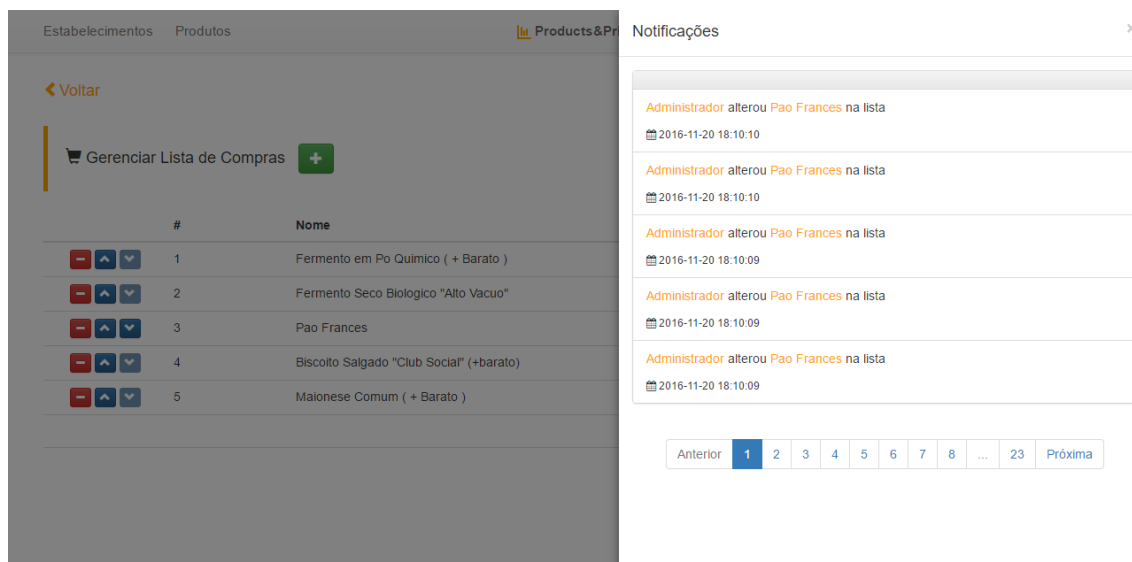 Estabelecimentos Produtos Products&Pri
Voltar
Gerenciar Lista de Compras
# Nome
1 Fermento em Po Quimico ( + Barato )
2 Fermento Seco Biologico "Alto Vacuo"
3 Pao Frances
4 Biscoito Salgado "Club Social" (+barato)
5 Maionese Comum ( + Barato )
Notificações ×
Administrador alterou Pao Frances na lista
2016-11-20 18:10:10
Administrador alterou Pao Frances na lista
2016-11-20 18:10:10
Administrador alterou Pao Frances na lista
2016-11-20 18:10:09
Administrador alterou Pao Frances na lista
2016-11-20 18:10:09
Administrador alterou Pao Frances na lista
2016-11-20 18:10:09
Anterior 1 2 3 4 5 6 7 8 ... 23 Próxima